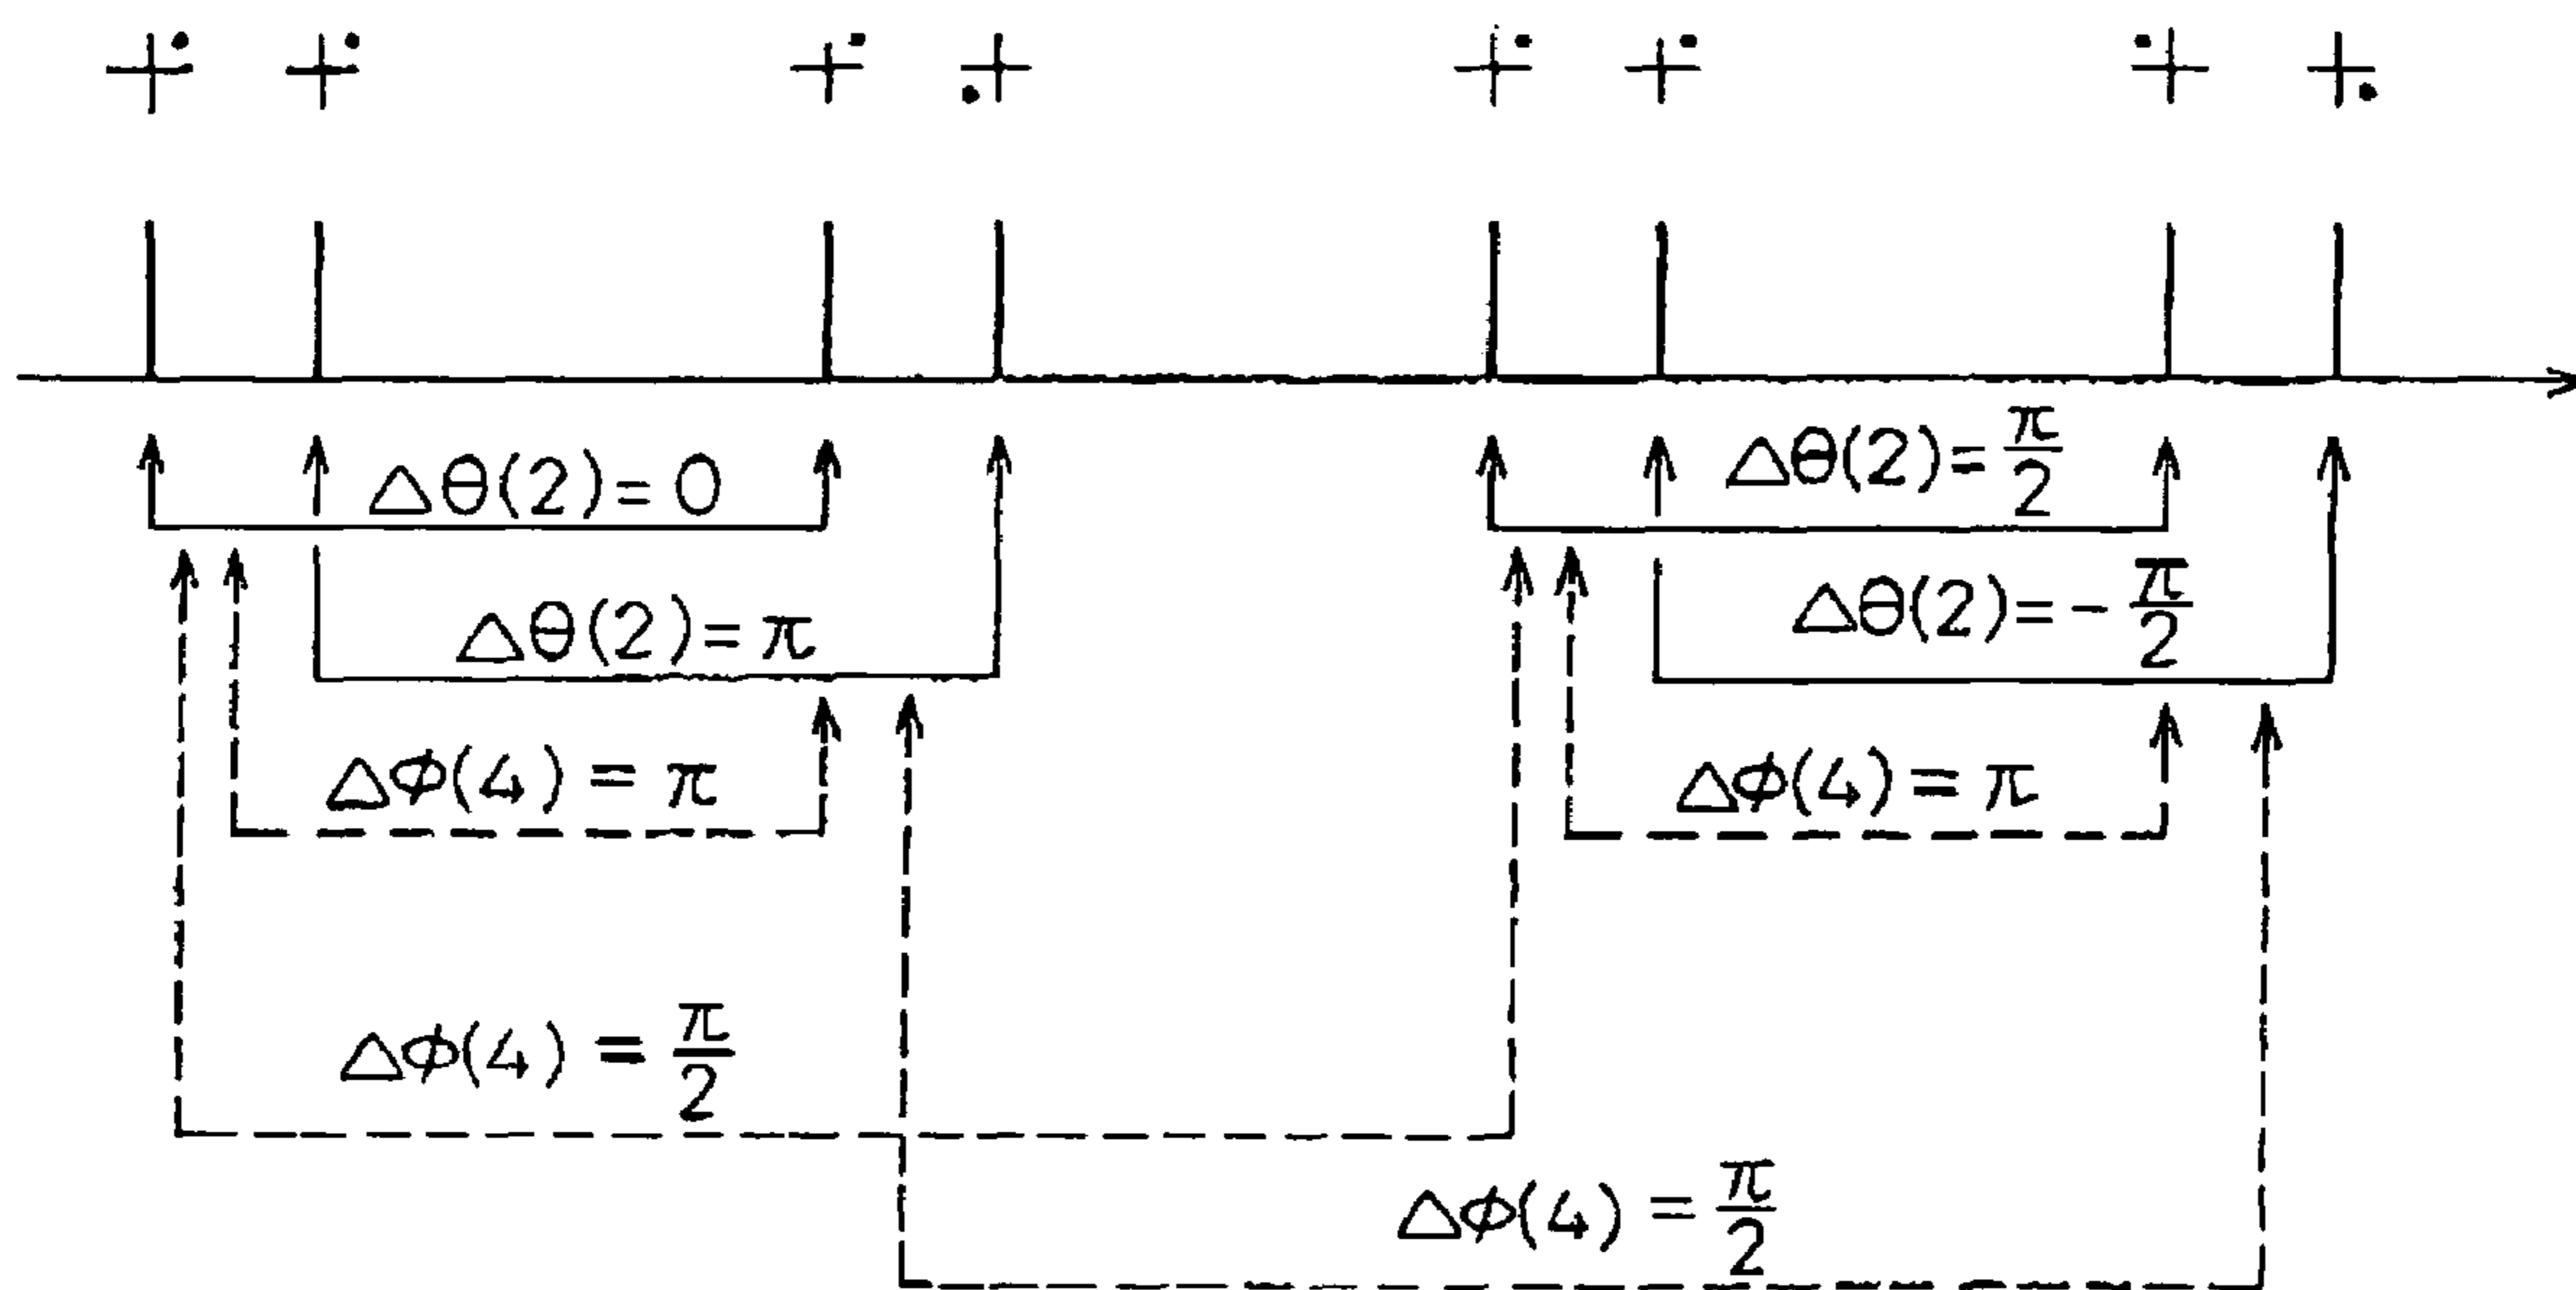 Δθ(2) = 0
Δθ(2) = π/2
Δθ(2) = π
Δθ(2) = - π/2
Δϕ(4) = π
Δϕ(4) = π
Δϕ(4) = π/2
Δϕ(4) = π/2